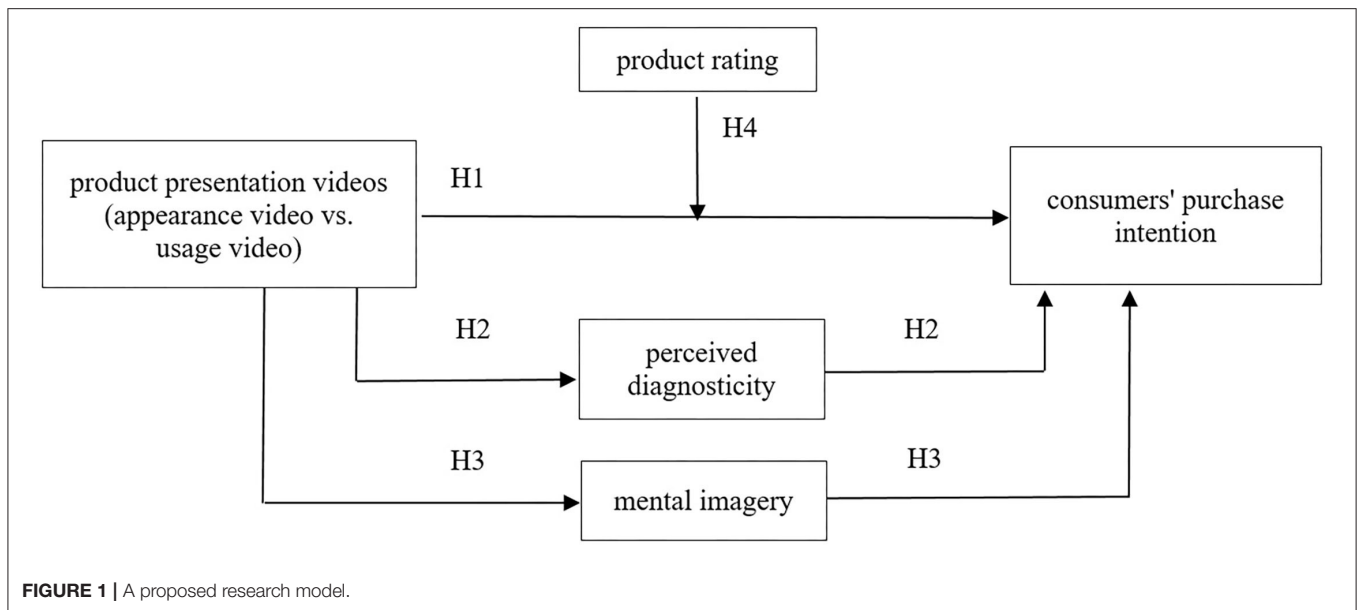 product rating
H4
product presentation videos
(appearance video vs.
usage video)
H1
consumers' purchase
intention
H2
perceived
diagnosticity
H2
H3
mental imagery
H3
FIGURE 1 | A proposed research model.